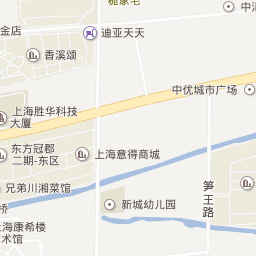 金店
迪亚天天
香溪颂
中优城市广场
上海胜华科技
大厦
东方冠郡
二期-东区
上海意得商城
兄弟川湘菜馆
桥
新城幼儿园
笋
王
路
上海康希楼
术馆